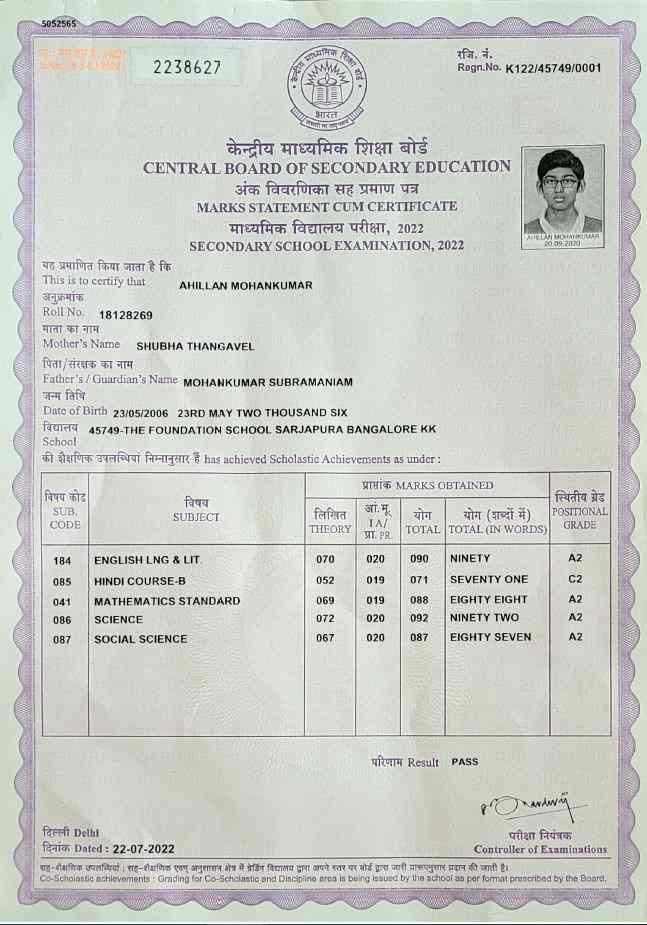 5052565
2238627
रजि. नं.
Regn.No. K122/45749/0001
केन्द्रीय माध्यमिक शिक्षा बोर्ड
भारत
केन्द्रीय माध्यमिक शिक्षा बोर्ड
CENTRAL BOARD OF SECONDARY EDUCATION
अंक विवरणिका सह प्रमाण पत्र
MARKS STATEMENT CUM CERTIFICATE
माध्यमिक विद्यालय परीक्षा, 2022
SECONDARY SCHOOL EXAMINATION, 2022
AHILLAN MOHANKUMAR
20.09.2020
यह प्रमाणित किया जाता है कि
This is to certify that AHILLAN MOHANKUMAR
अनुक्रमांक
Roll No. 18128269
माता का नाम
Mother's Name SHUBHA THANGAVEL
पिता/संरक्षक का नाम
Father's / Guardian's Name MOHANKUMAR SUBRAMANIAM
जन्म तिथि
Date of Birth 23/05/2006 23RD MAY TWO THOUSAND SIX
विद्यालय 45749-THE FOUNDATION SCHOOL SARJAPURA BANGALORE KK
School
की शैक्षणिक उपलब्धियां निम्नानुसार हैं has achieved Scholastic Achievements as under :
विषय कोड SUB. CODE विषय SUBJECT प्राप्तांक MARKS OBTAINED स्थितीय ग्रेड POSITIONAL GRADE
लिखित THEORY आं.मू. IA/ प्रा. PR. योग TOTAL योग (शब्दों में) TOTAL (IN WORDS)
184 ENGLISH LNG & LIT. 070 020 090 NINETY A2
085 HINDI COURSE-B 052 019 071 SEVENTY ONE C2
041 MATHEMATICS STANDARD 069 019 088 EIGHTY EIGHT A2
086 SCIENCE 072 020 092 NINETY TWO A2
087 SOCIAL SCIENCE 067 020 087 EIGHTY SEVEN A2
परिणाम Result PASS
दिल्ली Delhi
दिनांक Dated : 22-07-2022
परीक्षा नियंत्रक
Controller of Examinations
सह-शैक्षणिक उपलब्धियां : सह-शैक्षणिक एवम् अनुशासन क्षेत्र में ग्रेडिंग विद्यालय द्वारा अपने स्तर पर बोर्ड द्वारा जारी प्रारूपनुसार प्रदान की जाती है।
Co-Scholastic achievements : Grading for Co-Scholastic and Discipline area is being issued by the school as per format prescribed by the Board.